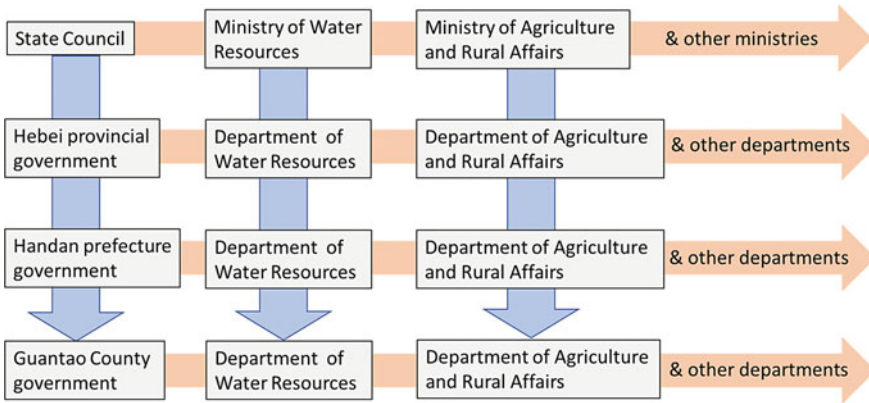 State Council
Ministry of Water
Resources
Ministry of Agriculture
and Rural Affairs
& other ministries
Hebei provincial
government
Department of
Water Resources
Department of Agriculture
and Rural Affairs
& other departments
Handan prefecture
government
Department of
Water Resources
Department of Agriculture
and Rural Affairs
& other departments
Guantao County
government
Department of
Water Resources
Department of Agriculture
and Rural Affairs
& other departments